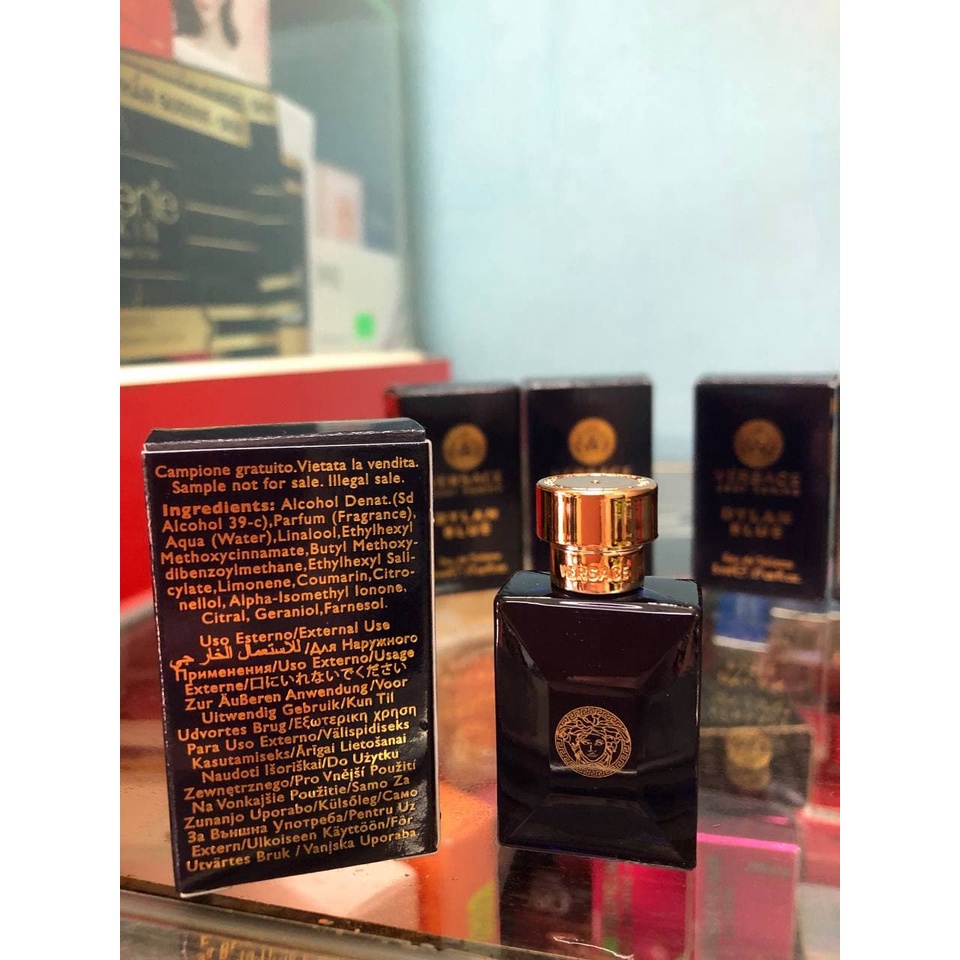 Campione gratuito.Vietata la vendita.
Sample not for sale. Illegal sale.
Ingredients: Alcohol Denat.(Sd
Alcohol 39-c),Parfum (Fragrance),
Aqua (Water),Linalool,Ethylhexyl
Methoxycinnamate,Butyl Methoxy-
dibenzoylmethane,Ethylhexyl Sali-
cylate,Limonene,Coumarin,Citro-
nellol, Alpha-Isomethyl Ionone,
Citral, Geraniol,Farnesol.
Uso Esterno/External Use
للاستعمال الخارجي/Для Наружного
Применения/Uso Externo/Usage
Externe/口にいれないでください
Zur Äußeren Anwendung/Voor
Uitwendig Gebruik/Kun Til
Udvortes Brug/Εξωτερικη χρηση
Para Uso Externo/Välispidiseks
Kasutamiseks/Ārīgai Lietošanai
Naudoti Išoriškai/Do Użytku
Zewnętrznego/Pro Vnější Použití
Na Vonkajšie Použitie/Samo Za
Zunanjo Uporabo/Külsőleg/Само
За Външна Употреба/Pentru Uz
Extern/Ulkoiseen Käyttöön/För
Utvärtes Bruk / Vanjska Uporaba
VERSACE
VERSACE
DYLAN
BLUE
VERSACE
DYLAN
BLUE